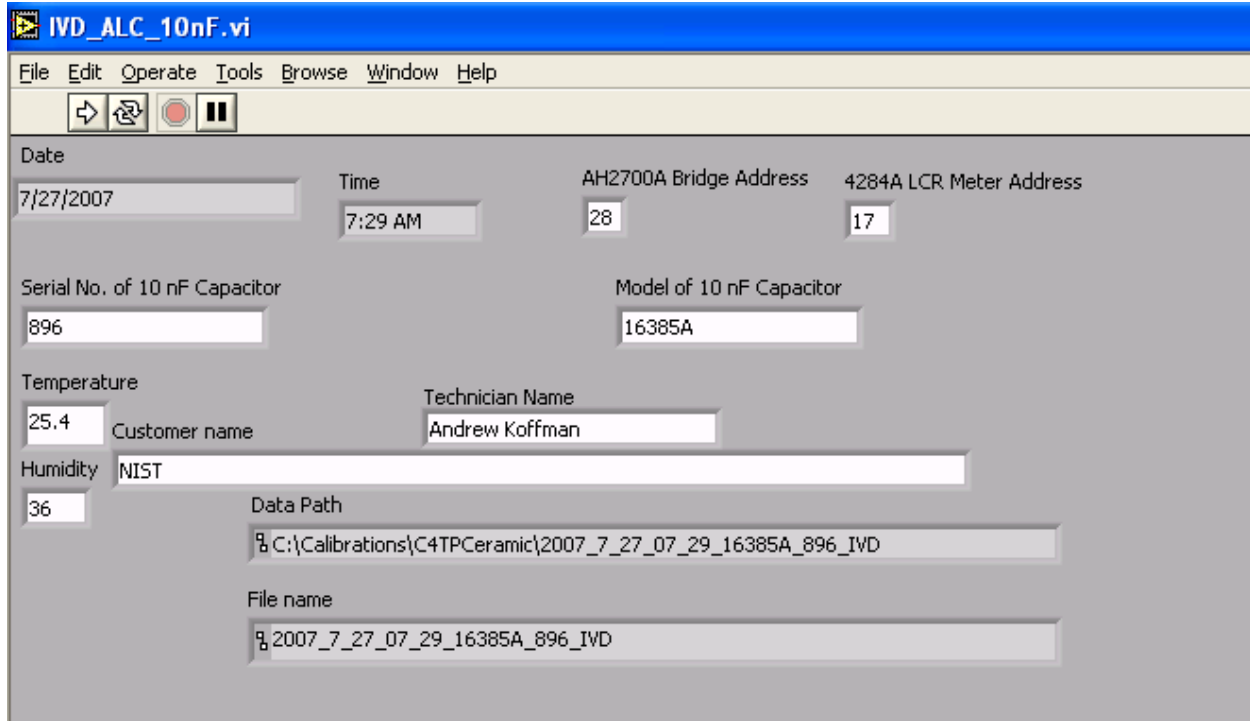 IVD_ALC_10nF.vi
File Edit Operate Tools Browse Window Help
Date
7/27/2007
Time
7:29 AM
AH2700A Bridge Address
28
4284A LCR Meter Address
17
Serial No. of 10 nF Capacitor
896
Model of 10 nF Capacitor
16385A
Temperature
25.4
Technician Name
Andrew Koffman
Customer name
NIST
Humidity
36
Data Path
C:\Calibrations\C4TPCeramic\2007_7_27_07_29_16385A_896_IVD
File name
2007_7_27_07_29_16385A_896_IVD